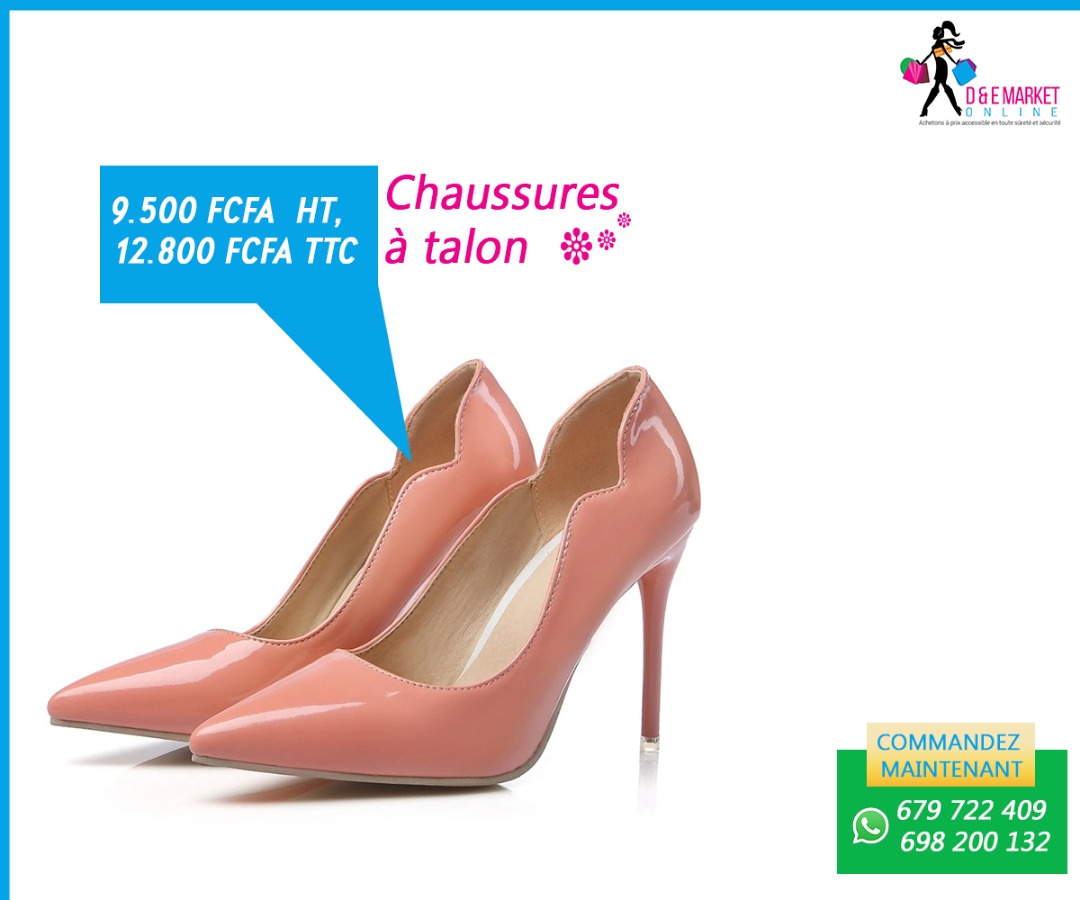 D & E MARKET
ONLINE
Achetons à prix accessible en toute sûreté et sécurité
9.500 FCFA HT,
12.800 FCFA TTC
Chaussures
à talon
COMMANDEZ
MAINTENANT
679 722 409
698 200 132